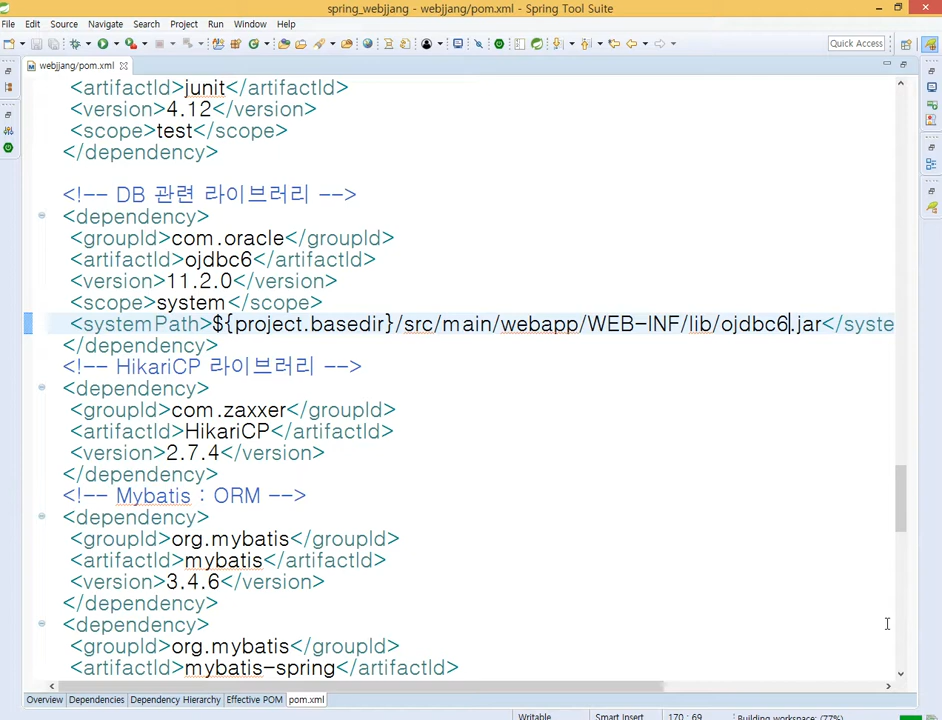 spring_webjjang - webjjang/pom.xml - Spring Tool Suite
File Edit Source Navigate Search Project Run Window Help
Quick Access
webjjang/pom.xml
<artifactId>junit</artifactId>
<version>4.12</version>
<scope>test</scope>
</dependency>
<!-- DB 관련 라이브러리 -->
<dependency>
<groupId>com.oracle</groupId>
<artifactId>ojdbc6</artifactId>
<version>11.2.0</version>
<scope>system</scope>
<systemPath>${project.basedir}/src/main/webapp/WEB-INF/lib/ojdbc6.jar</syste
</dependency>
<!-- HikariCP 라이브러리 -->
<dependency>
<groupId>com.zaxxer</groupId>
<artifactId>HikariCP</artifactId>
<version>2.7.4</version>
</dependency>
<!-- Mybatis : ORM -->
<dependency>
<groupId>org.mybatis</groupId>
<artifactId>mybatis</artifactId>
<version>3.4.6</version>
</dependency>
<dependency>
<groupId>org.mybatis</groupId>
<artifactId>mybatis-spring</artifactId>
Overview Dependencies Dependency Hierarchy Effective POM pom.xml
Writable Smart Insert 170 : 69 Building workspace: (77%)